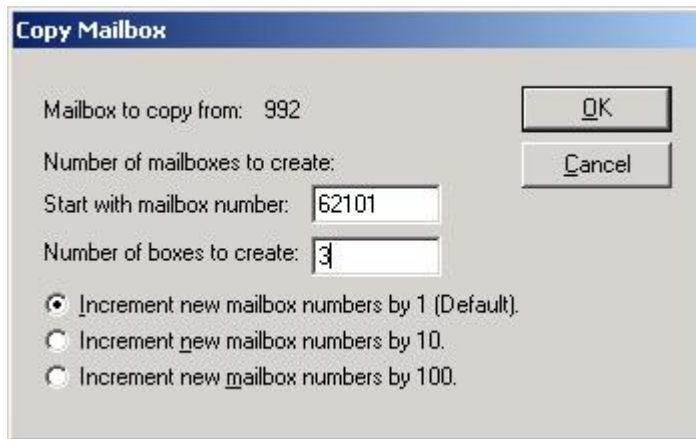 Copy Mailbox
Mailbox to copy from: 992
OK
Number of mailboxes to create:
Cancel
Start with mailbox number: 62101
Number of boxes to create: 3
Increment new mailbox numbers by 1 (Default).
Increment new mailbox numbers by 10.
Increment new mailbox numbers by 100.